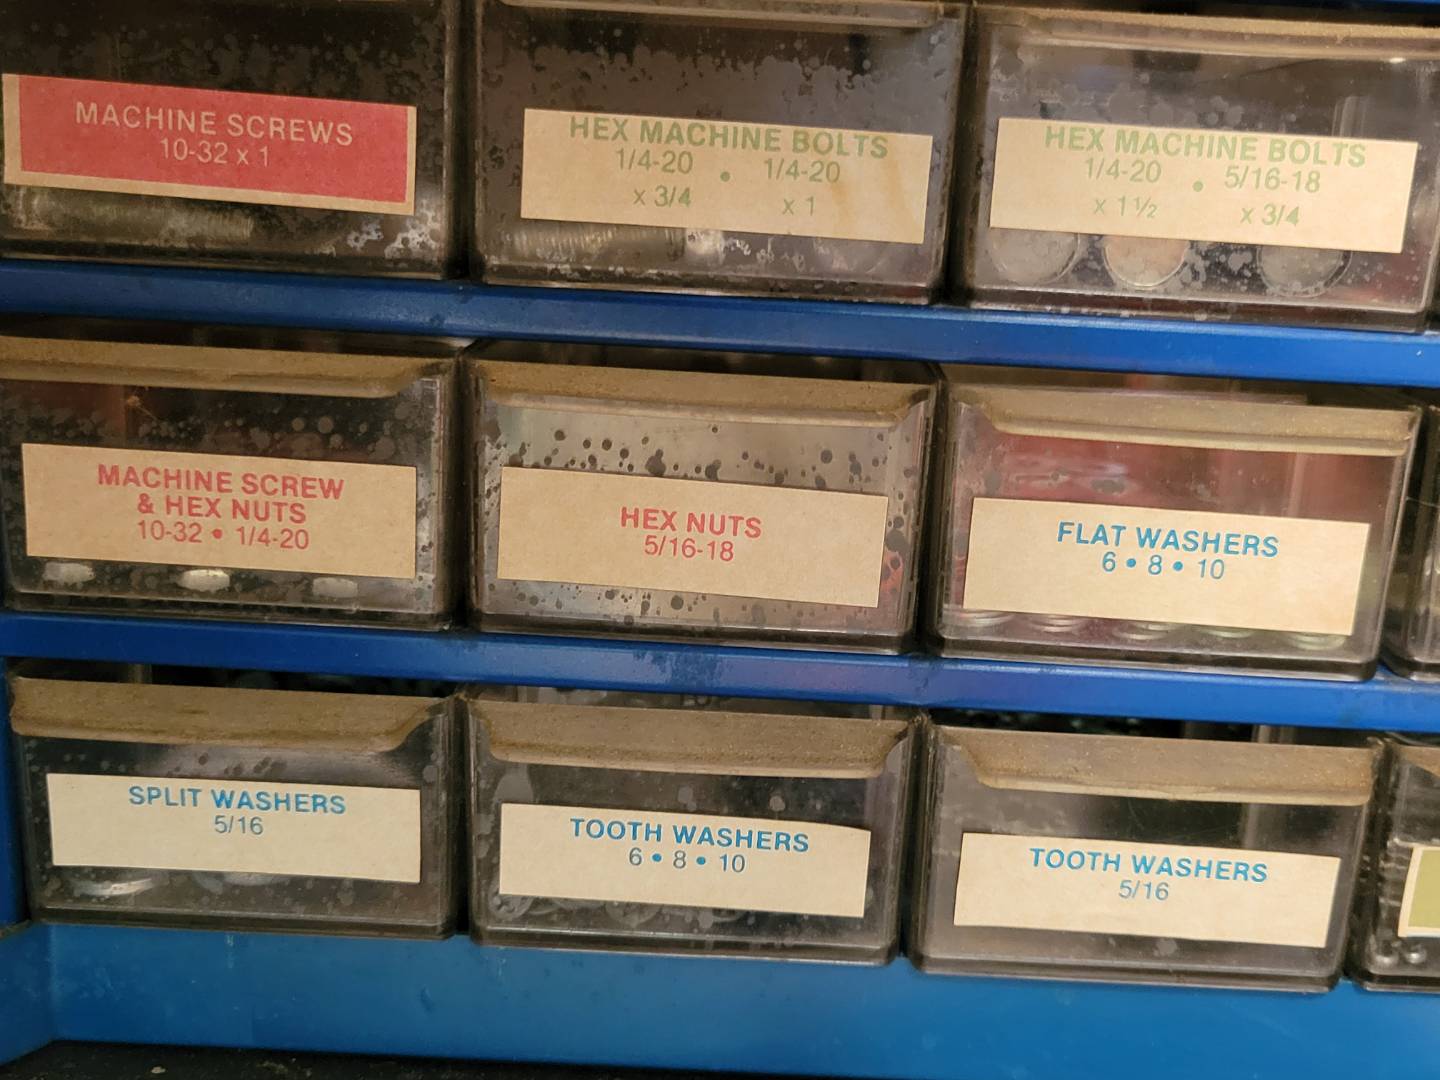 MACHINE SCREWS
10-32 x 1
HEX MACHINE BOLTS
1/4-20 • 1/4-20
x 3/4 x 1
HEX MACHINE BOLTS
1/4-20 • 5/16-18
x 1 1/2 x 3/4
MACHINE SCREW
& HEX NUTS
10-32 • 1/4-20
HEX NUTS
5/16-18
FLAT WASHERS
6 • 8 • 10
SPLIT WASHERS
5/16
TOOTH WASHERS
6 • 8 • 10
TOOTH WASHERS
5/16